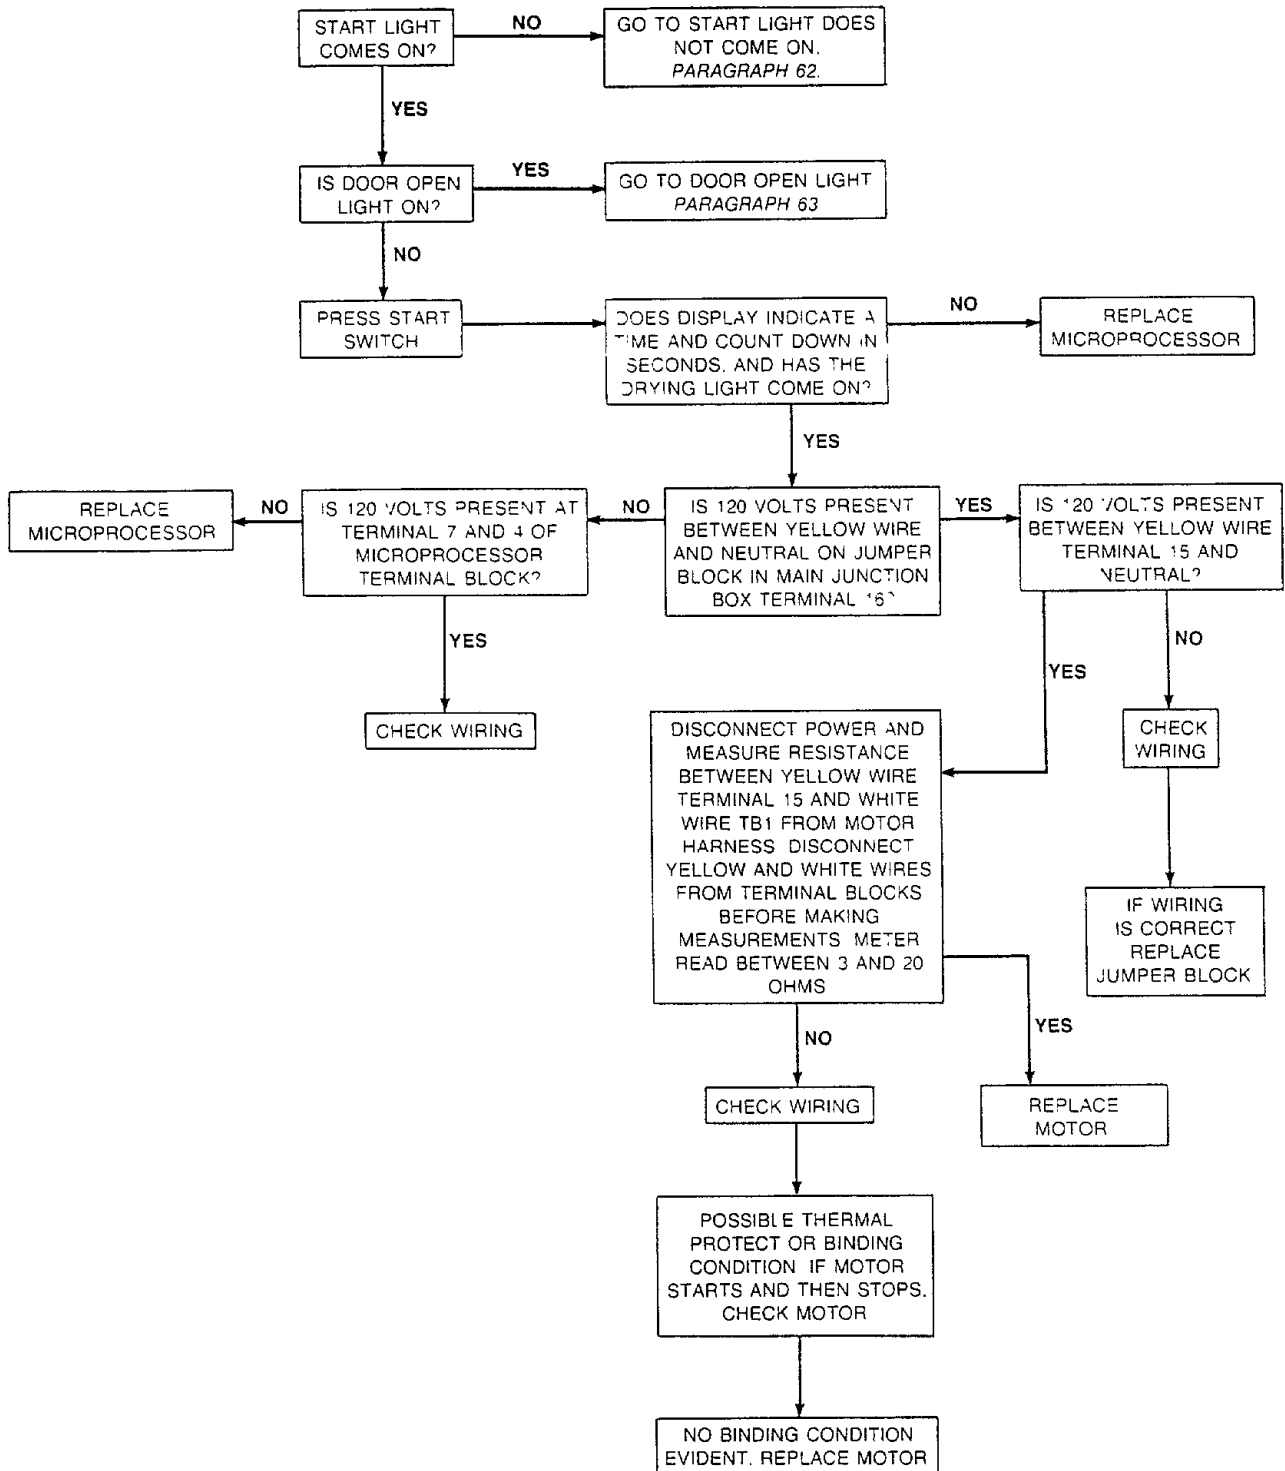 START LIGHT
COMES ON?
NO
GO TO START LIGHT DOES
NOT COME ON.
PARAGRAPH 62.
YES
IS DOOR OPEN
LIGHT ON?
YES
GO TO DOOR OPEN LIGHT
PARAGRAPH 63
NO
PRESS START
SWITCH
DOES DISPLAY INDICATE A
TIME AND COUNT DOWN IN
SECONDS, AND HAS THE
DRYING LIGHT COME ON?
NO
REPLACE
MICROPROCESSOR
YES
REPLACE
MICROPROCESSOR
NO
IS 120 VOLTS PRESENT AT
TERMINAL 7 AND 4 OF
MICROPROCESSOR
TERMINAL BLOCK?
NO
IS 120 VOLTS PRESENT
BETWEEN YELLOW WIRE
AND NEUTRAL ON JUMPER
BLOCK IN MAIN JUNCTION
BOX TERMINAL 16?
YES
IS 120 VOLTS PRESENT
BETWEEN YELLOW WIRE
TERMINAL 15 AND
NEUTRAL?
YES
CHECK WIRING
YES
NO
CHECK
WIRING
IF WIRING
IS CORRECT
REPLACE
JUMPER BLOCK
DISCONNECT POWER AND
MEASURE RESISTANCE
BETWEEN YELLOW WIRE
TERMINAL 15 AND WHITE
WIRE TB1 FROM MOTOR
HARNESS DISCONNECT
YELLOW AND WHITE WIRES
FROM TERMINAL BLOCKS
BEFORE MAKING
MEASUREMENTS METER
READ BETWEEN 3 AND 20
OHMS
NO
YES
CHECK WIRING
REPLACE
MOTOR
POSSIBLE THERMAL
PROTECT OR BINDING
CONDITION IF MOTOR
STARTS AND THEN STOPS,
CHECK MOTOR
NO BINDING CONDITION
EVIDENT, REPLACE MOTOR